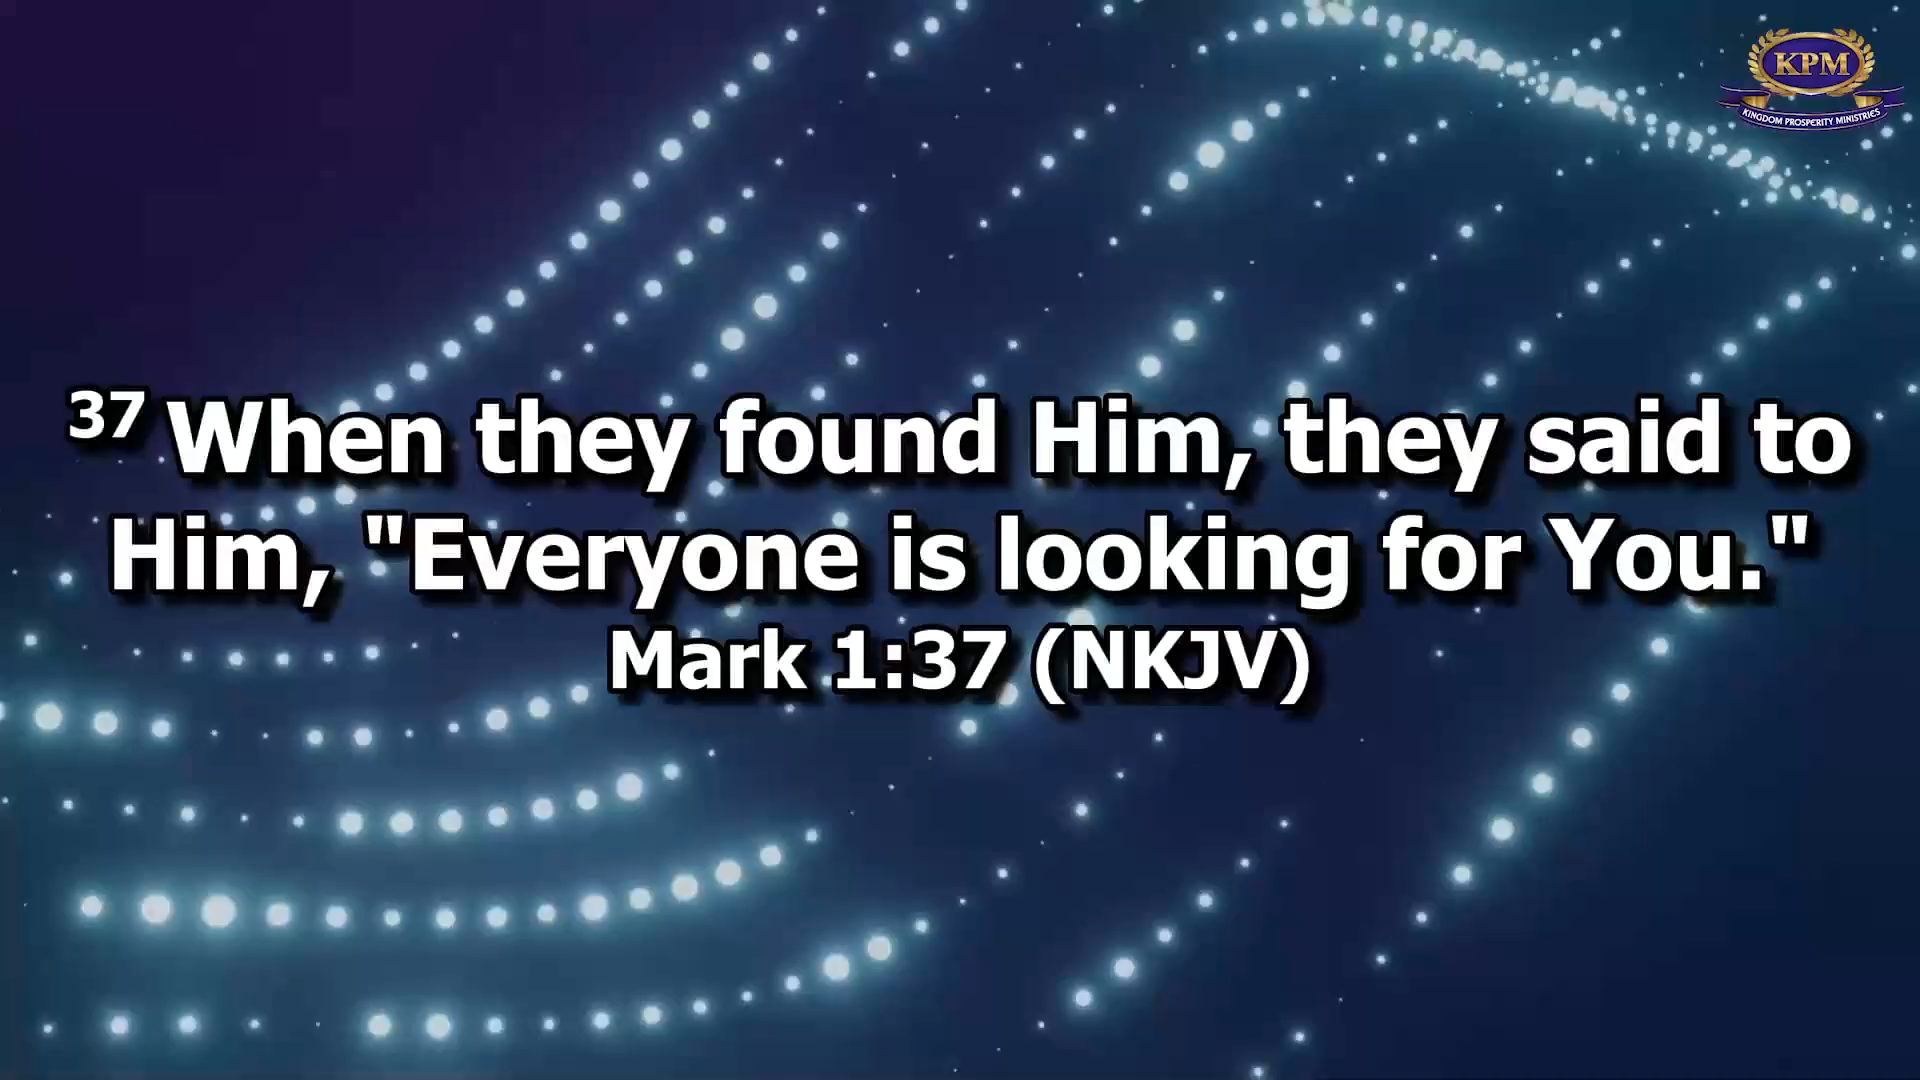 KPM
KINGDOM PROSPERITY MINISTRIES
37 When they found Him, they said to
Him, "Everyone is looking for You."
Mark 1:37 (NKJV)